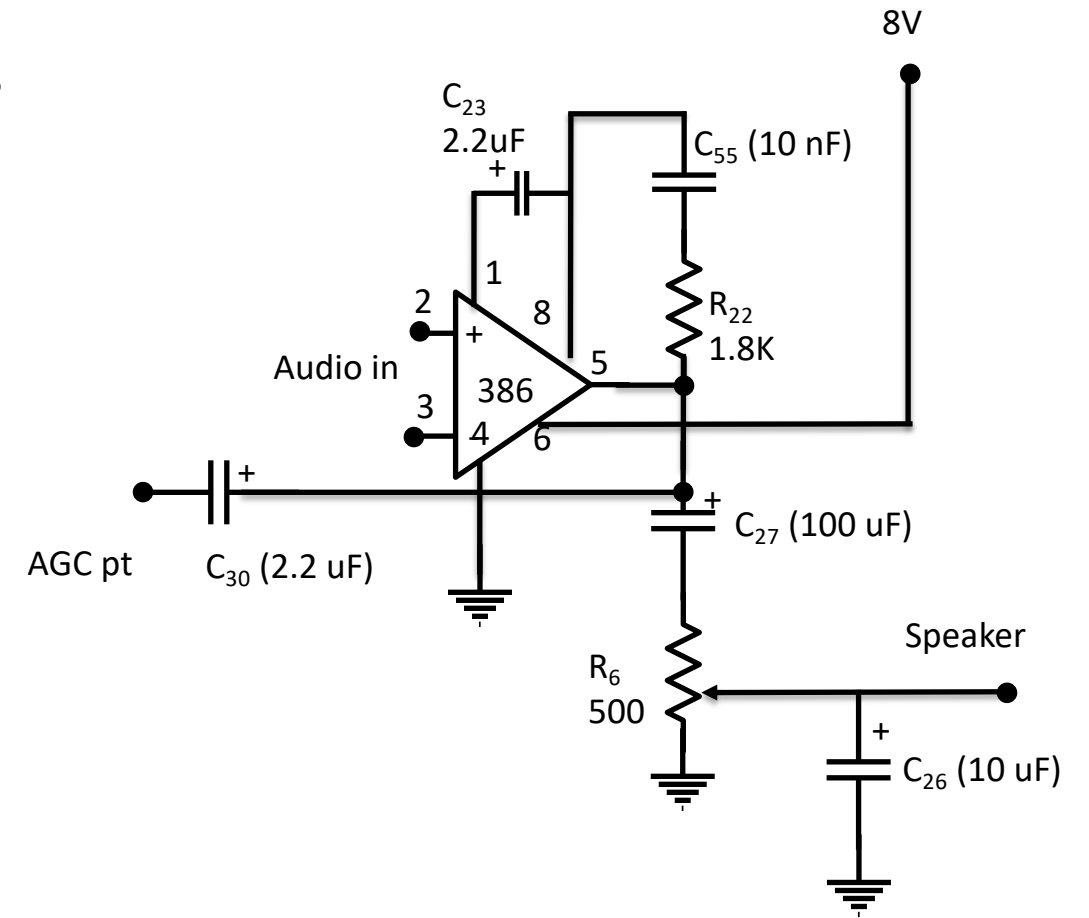 8V
C₂₃
2.2uF
+
C₅₅ (10 nF)
1
2
8
R₂₂
1.8K
+
5
Audio in
386
3
-4
6
+
+
C₂₇ (100 uF)
AGC pt
C₃₀ (2.2 uF)
Speaker
R₆
500
+
C₂₆ (10 uF)